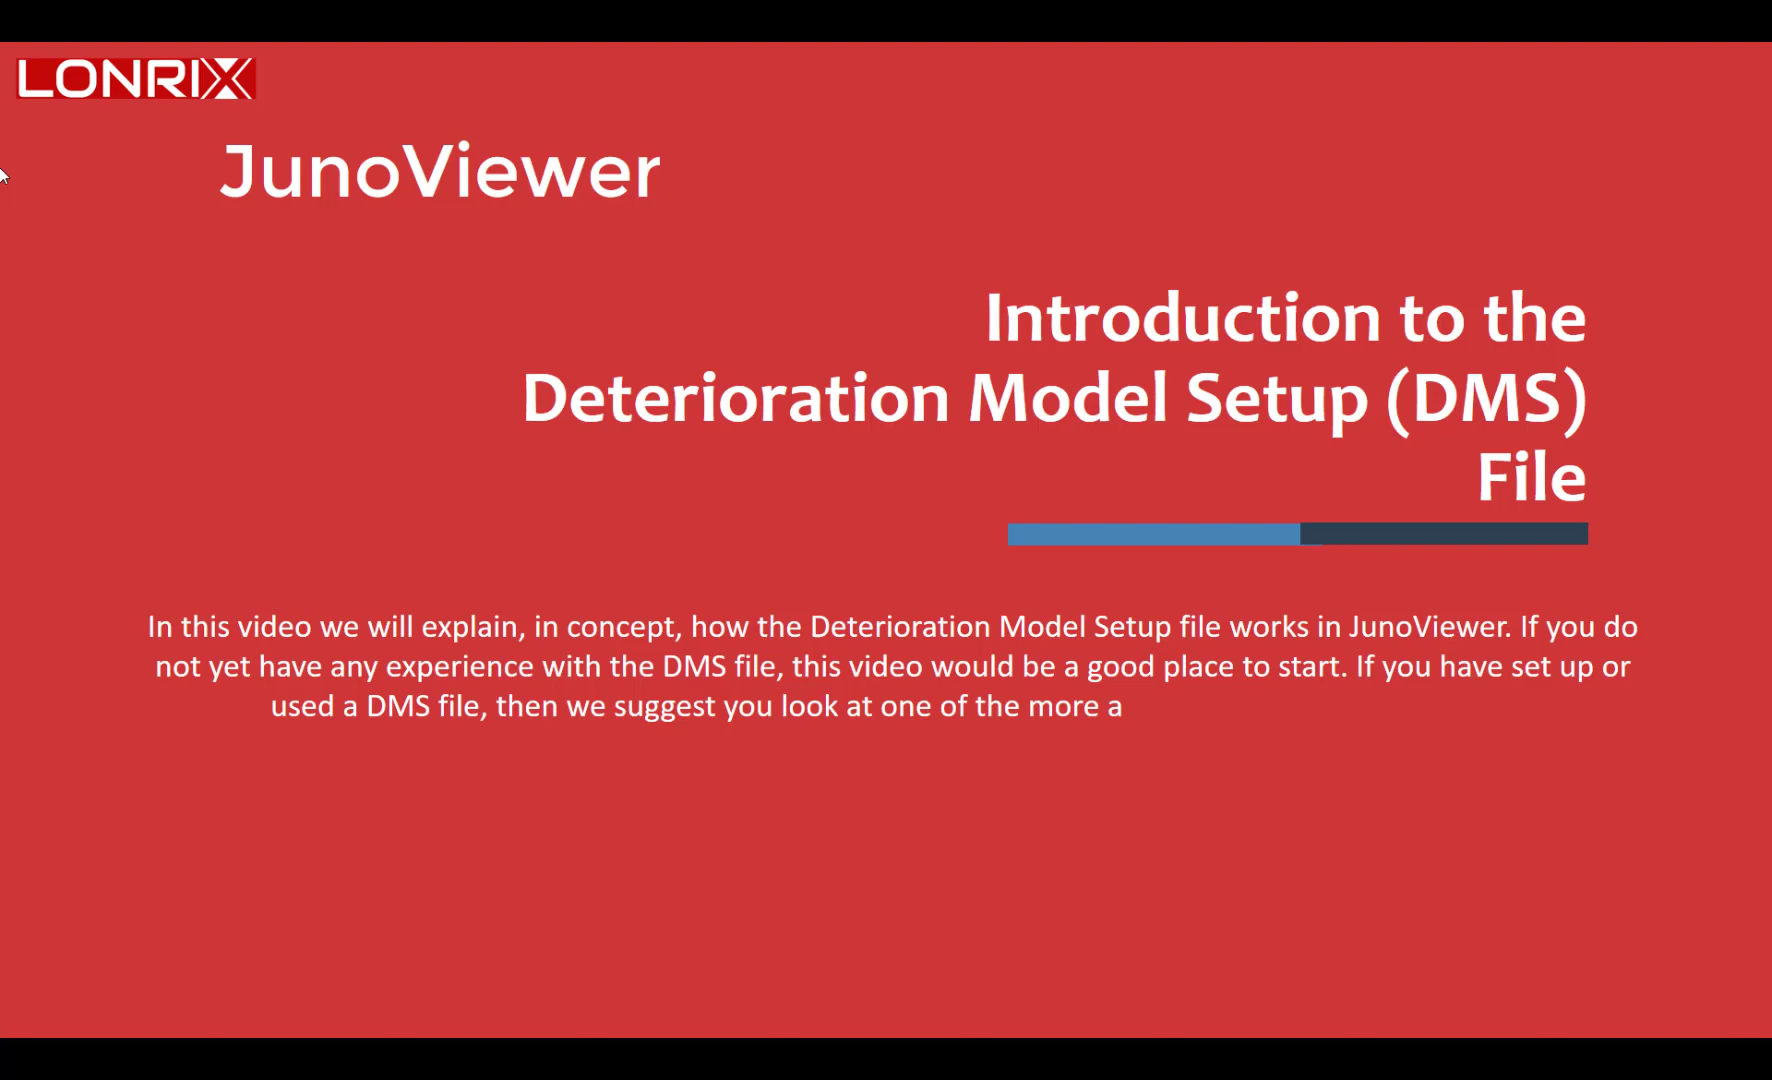 LONRIX
JunoViewer
Introduction to the
Deterioration Model Setup (DMS)
File
In this video we will explain, in concept, how the Deterioration Model Setup file works in JunoViewer. If you do
not yet have any experience with the DMS file, this video would be a good place to start. If you have set up or
used a DMS file, then we suggest you look at one of the more a